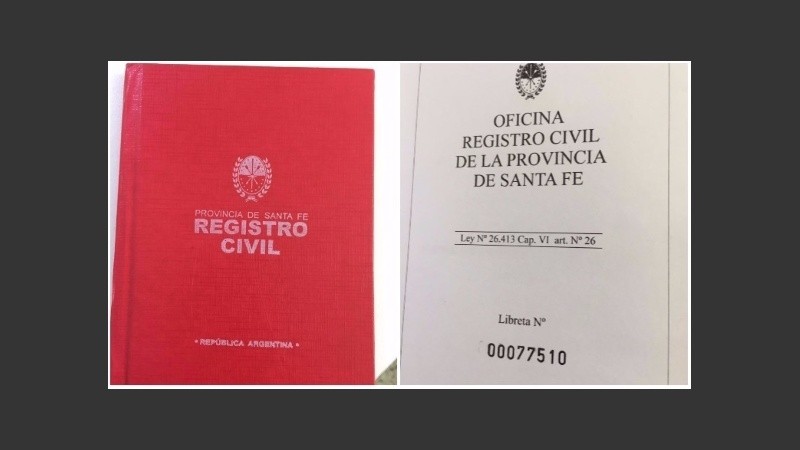 PROVINCIA DE SANTA FE
REGISTRO
CIVIL
• REPÚBLICA ARGENTINA •
OFICINA
REGISTRO CIVIL
DE LA PROVINCIA
DE SANTA FE
Ley Nº 26.413 Cap. VI art. Nº 26
Libreta Nº
00077510